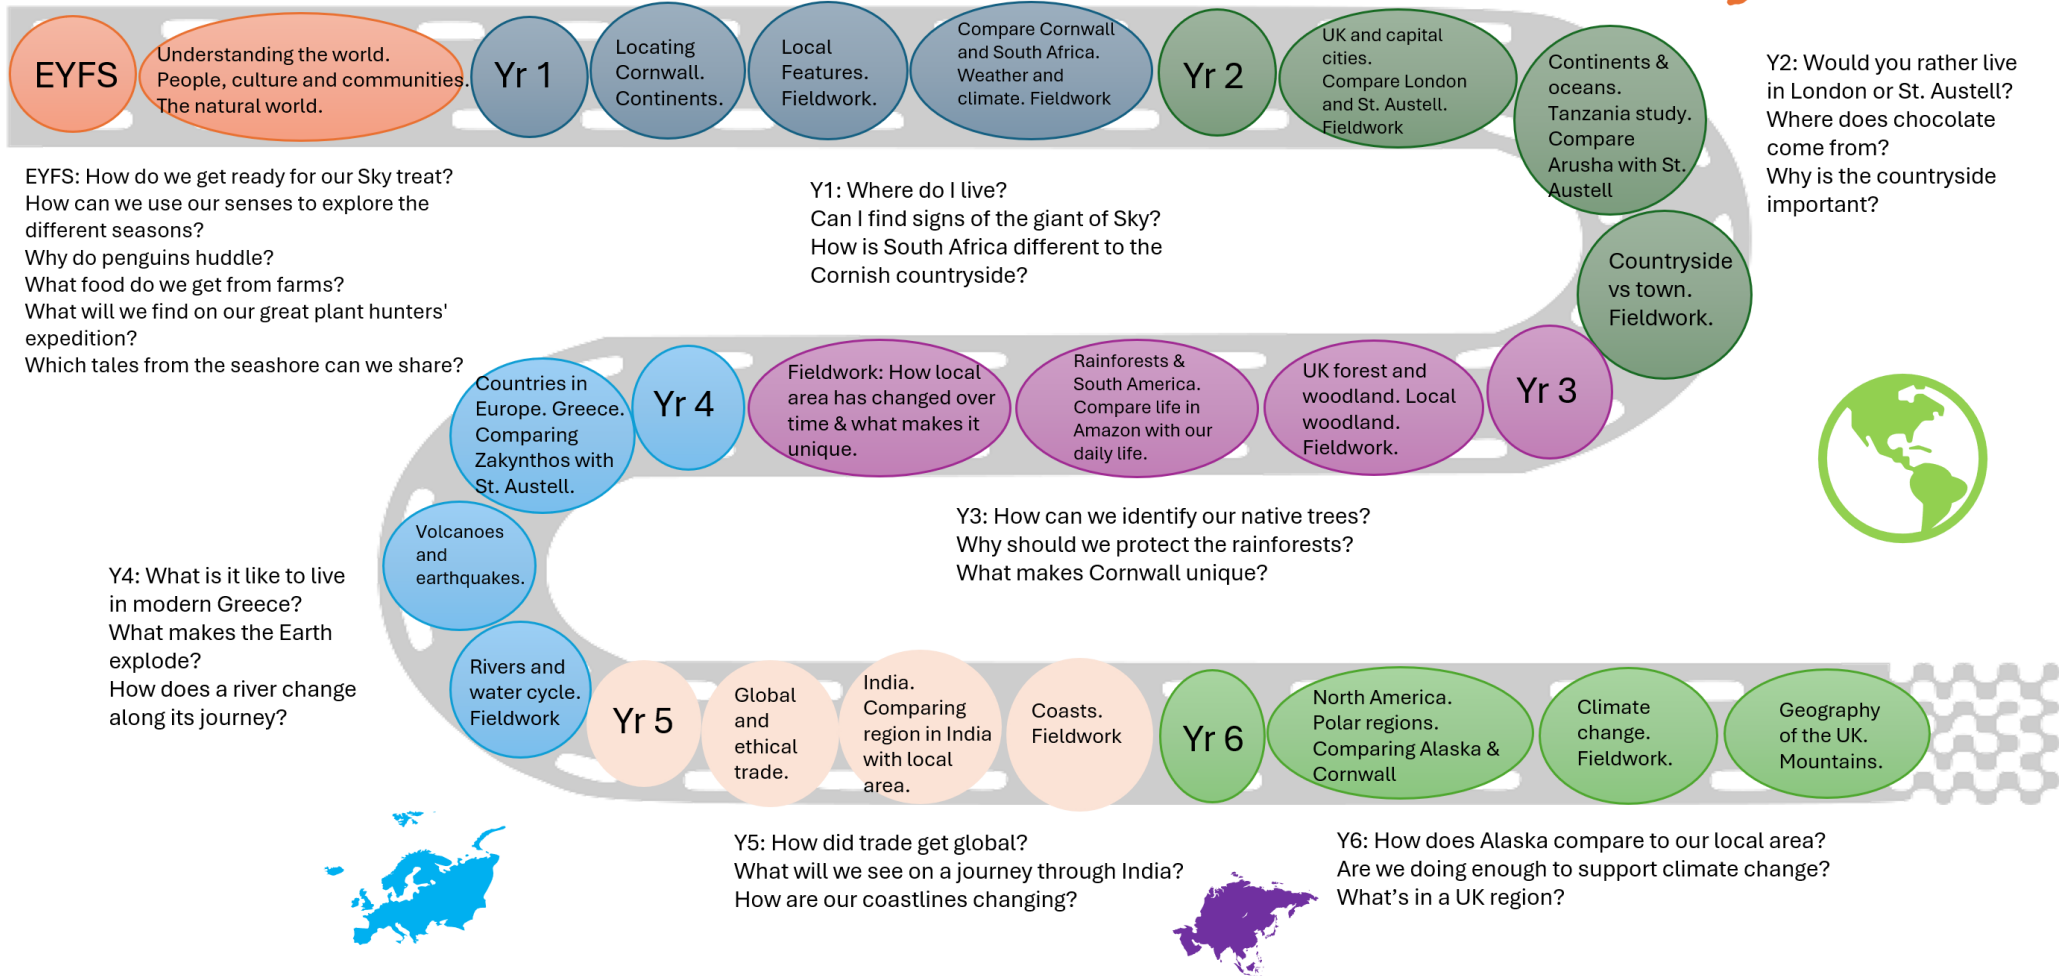 EYFS
Understanding the world.
People, culture and communities.
The natural world.
Yr 1
Locating
Cornwall.
Continents.
Local
Features.
Fieldwork.
Compare Cornwall
and South Africa.
Weather and
climate. Fieldwork
Yr 2
UK and capital
cities.
Compare London
and St. Austell.
Fieldwork
Continents &
oceans.
Tanzania study.
Compare
Arusha with St.
Austell
Countryside
vs town.
Fieldwork.
Y2: Would you rather live
in London or St. Austell?
Where does chocolate
come from?
Why is the countryside
important?
EYFS: How do we get ready for our Sky treat?
How can we use our senses to explore the
different seasons?
Why do penguins huddle?
What food do we get from farms?
What will we find on our great plant hunters'
expedition?
Which tales from the seashore can we share?
Y1: Where do I live?
Can I find signs of the giant of Sky?
How is South Africa different to the
Cornish countryside?
Yr 3
UK forest and
woodland. Local
woodland.
Fieldwork.
Rainforests &
South America.
Compare life in
Amazon with our
daily life.
Fieldwork: How local
area has changed over
time & what makes it
unique.
Yr 4
Countries in
Europe. Greece.
Comparing
Zakynthos with
St. Austell.
Volcanoes
and
earthquakes.
Rivers and
water cycle.
Fieldwork
Y3: How can we identify our native trees?
Why should we protect the rainforests?
What makes Cornwall unique?
Y4: What is it like to live
in modern Greece?
What makes the Earth
explode?
How does a river change
along its journey?
Yr 5
Global
and
ethical
trade.
India.
Comparing
region in India
with local
area.
Coasts.
Fieldwork
Yr 6
North America.
Polar regions.
Comparing Alaska &
Cornwall
Climate
change.
Fieldwork.
Geography
of the UK.
Mountains.
Y5: How did trade get global?
What will we see on a journey through India?
How are our coastlines changing?
Y6: How does Alaska compare to our local area?
Are we doing enough to support climate change?
What's in a UK region?